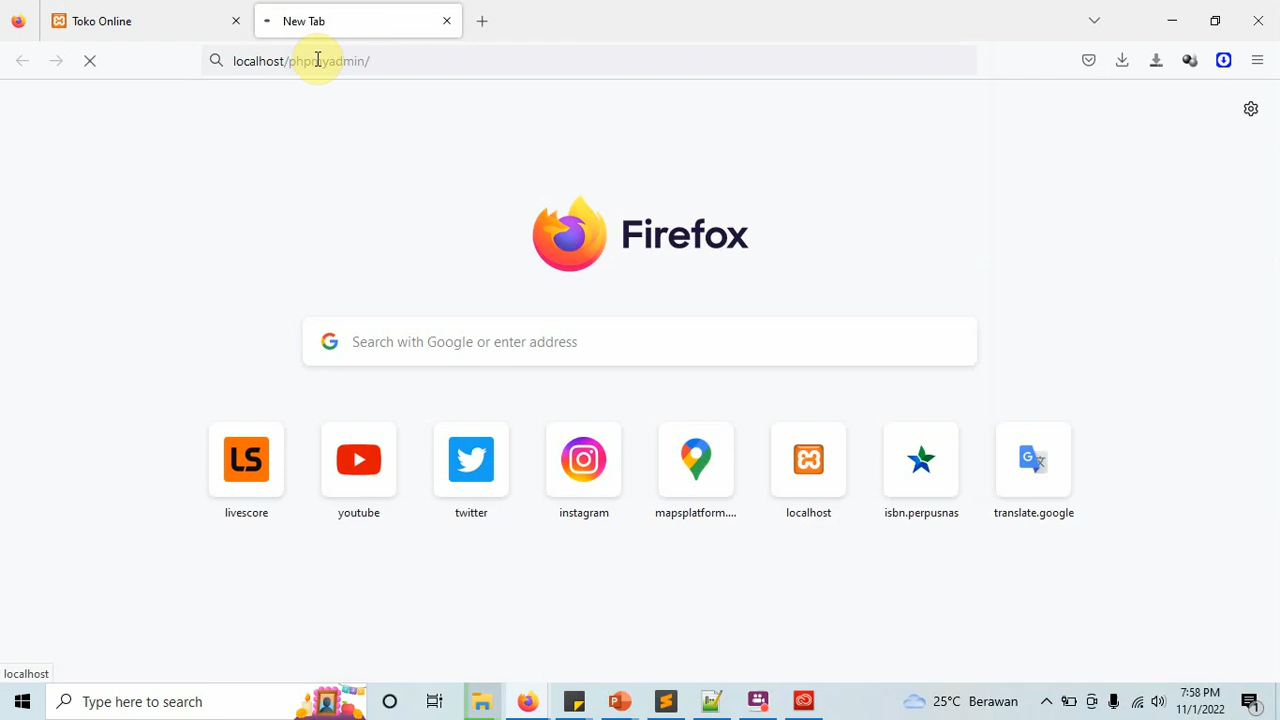 Toko Online
New Tab
localhost/phpmyadmin/
Firefox
Search with Google or enter address
LS
livescore
youtube
twitter
instagram
mapsplatform....
localhost
isbn.perpusnas
translate.google
localhost
Type here to search
25°C Berawan
7:58 PM
11/1/2022